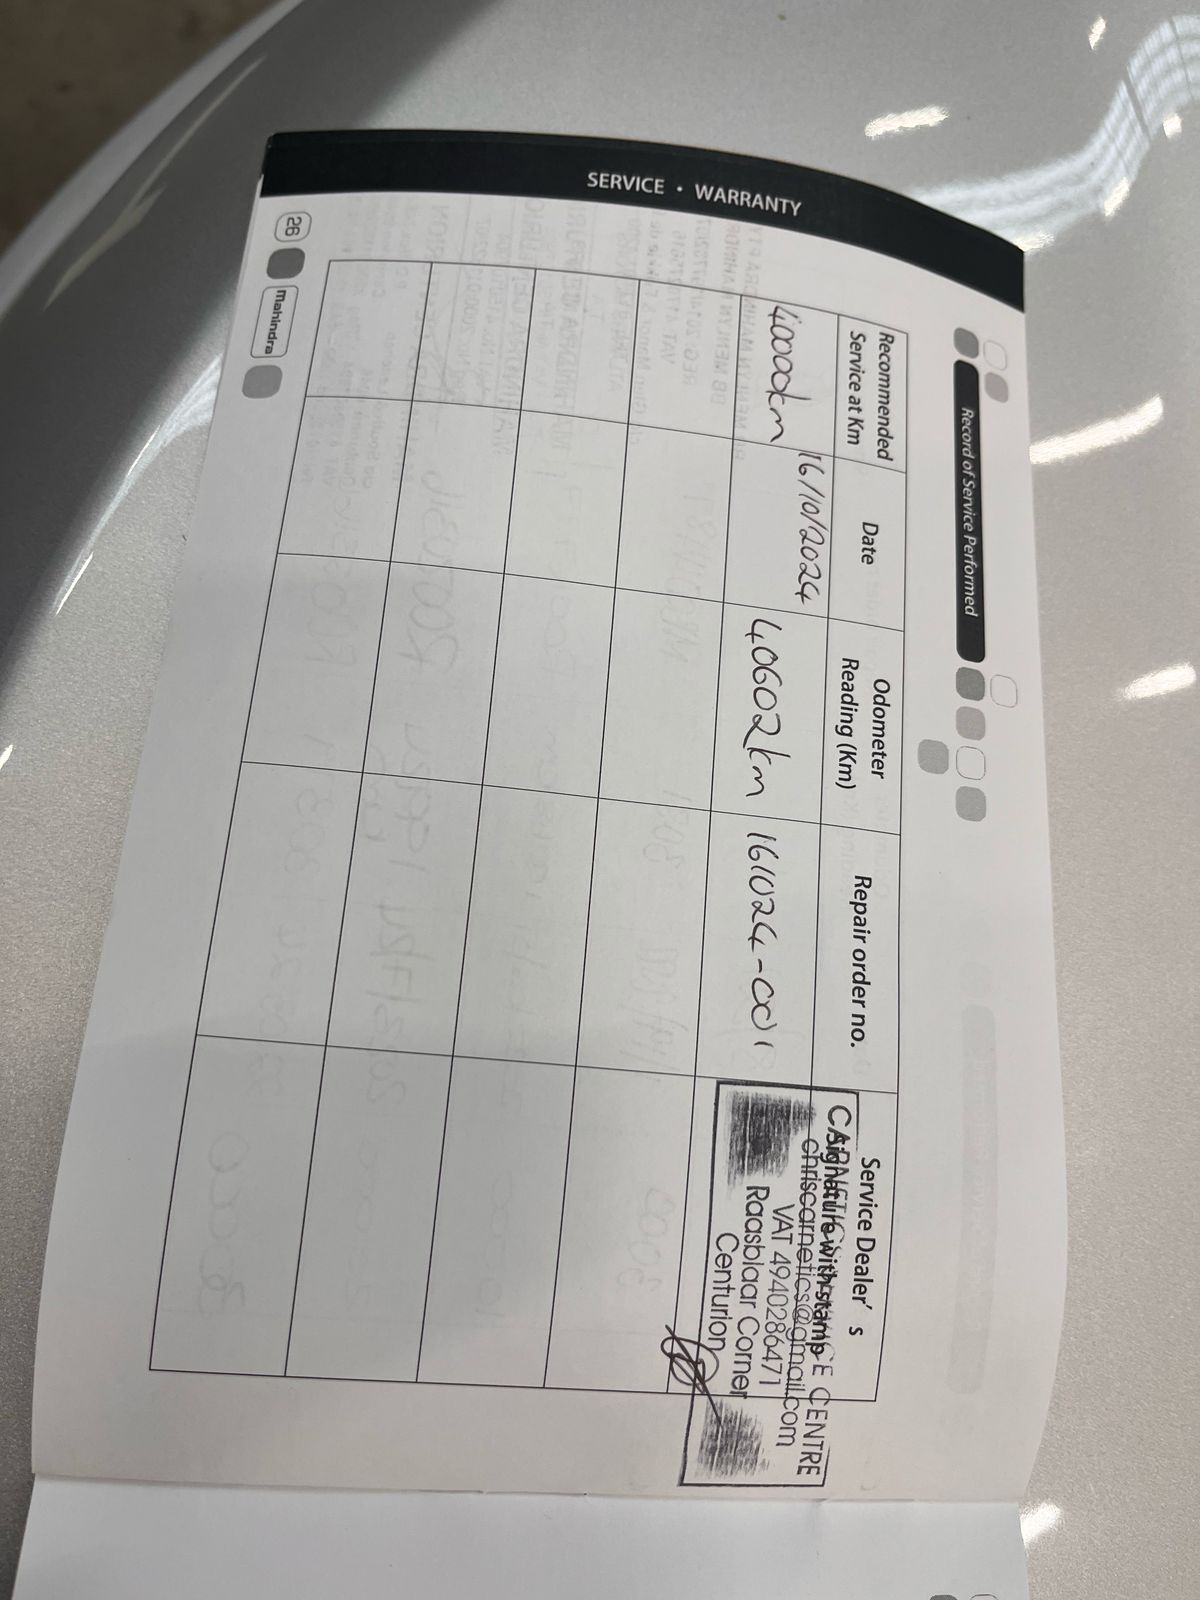 SERVICE • WARRANTY
Record of Service Performed
Recommended Service at Km
Date
Odometer Reading (Km)
Repair order no.
Service Dealer's Signature with stamp
40000km
16/10/2024
40602km
161024-001
CENTRE
chriscarnetics@gmail.com
VAT 4940286471
Raasblaar Corner
Centurion
26
mahindra